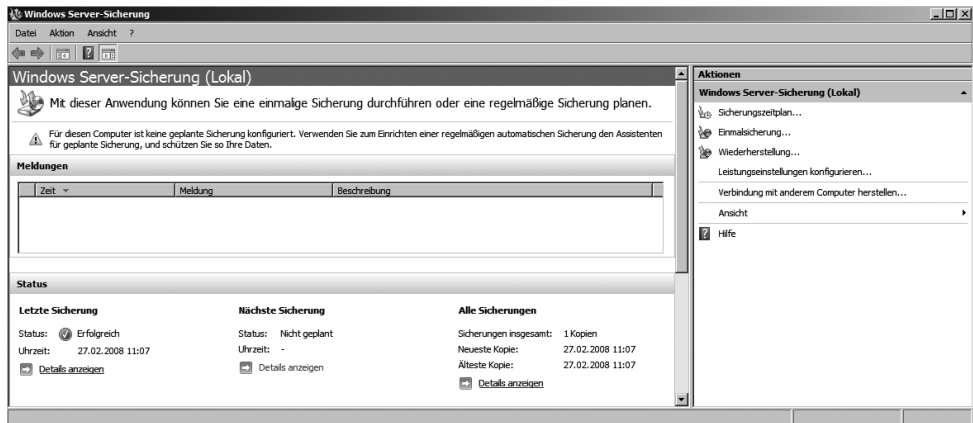 Windows Server-Sicherung
Datei Aktion Ansicht ?
Windows Server-Sicherung (Lokal)
Mit dieser Anwendung können Sie eine einmalige Sicherung durchführen oder eine regelmäßige Sicherung planen.
Für diesen Computer ist keine geplante Sicherung konfiguriert. Verwenden Sie zum Einrichten einer regelmäßigen automatischen Sicherung den Assistenten
für geplante Sicherung, und schützen Sie so Ihre Daten.
Meldungen
Zeit Meldung Beschreibung
Status
Letzte Sicherung
Status: Erfolgreich
Uhrzeit: 27.02.2008 11:07
Details anzeigen
Nächste Sicherung
Status: Nicht geplant
Uhrzeit: -
Details anzeigen
Alle Sicherungen
Sicherungen insgesamt: 1 Kopien
Neueste Kopie: 27.02.2008 11:07
Älteste Kopie: 27.02.2008 11:07
Details anzeigen
Aktionen
Windows Server-Sicherung (Lokal)
Sicherungszeitplan...
Einmalsicherung...
Wiederherstellung...
Leistungseinstellungen konfigurieren...
Verbindung mit anderem Computer herstellen...
Ansicht
? Hilfe